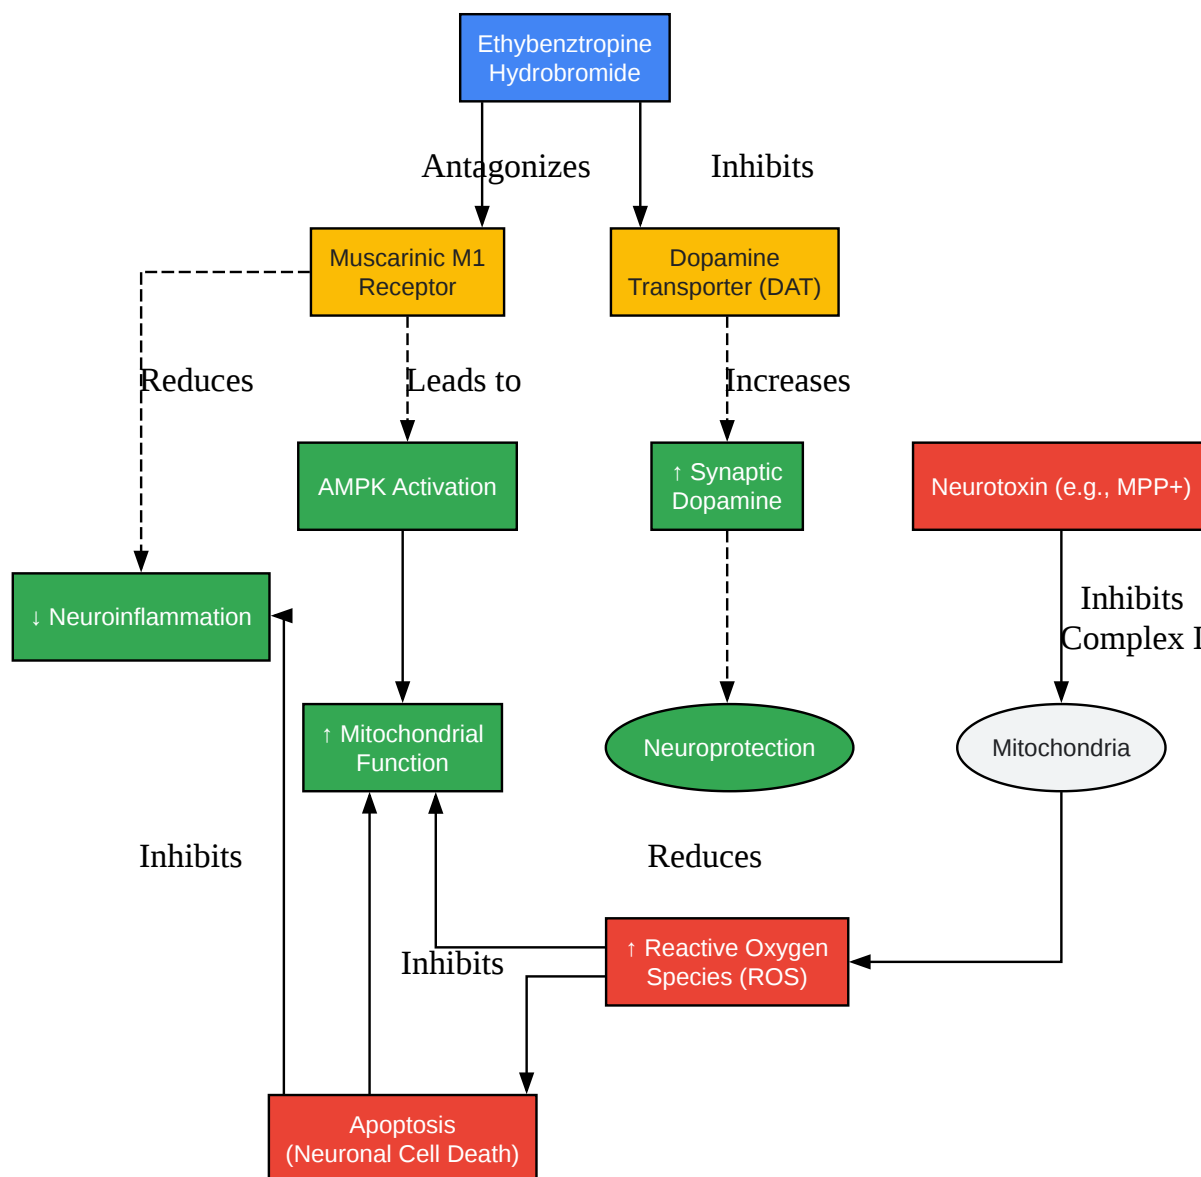 Ethybenztropine
Hydrobromide
Antagonizes
Inhibits
Muscarinic M1
Receptor
Dopamine
Transporter (DAT)
Reduces
Leads to
Increases
AMPK Activation
↑ Synaptic
Dopamine
Neurotoxin (e.g., MPP+)
↓ Neuroinflammation
Inhibits
Complex I
↑ Mitochondrial
Function
Neuroprotection
Mitochondria
Inhibits
Reduces
Inhibits
↑ Reactive Oxygen
Species (ROS)
Apoptosis
(Neuronal Cell Death)